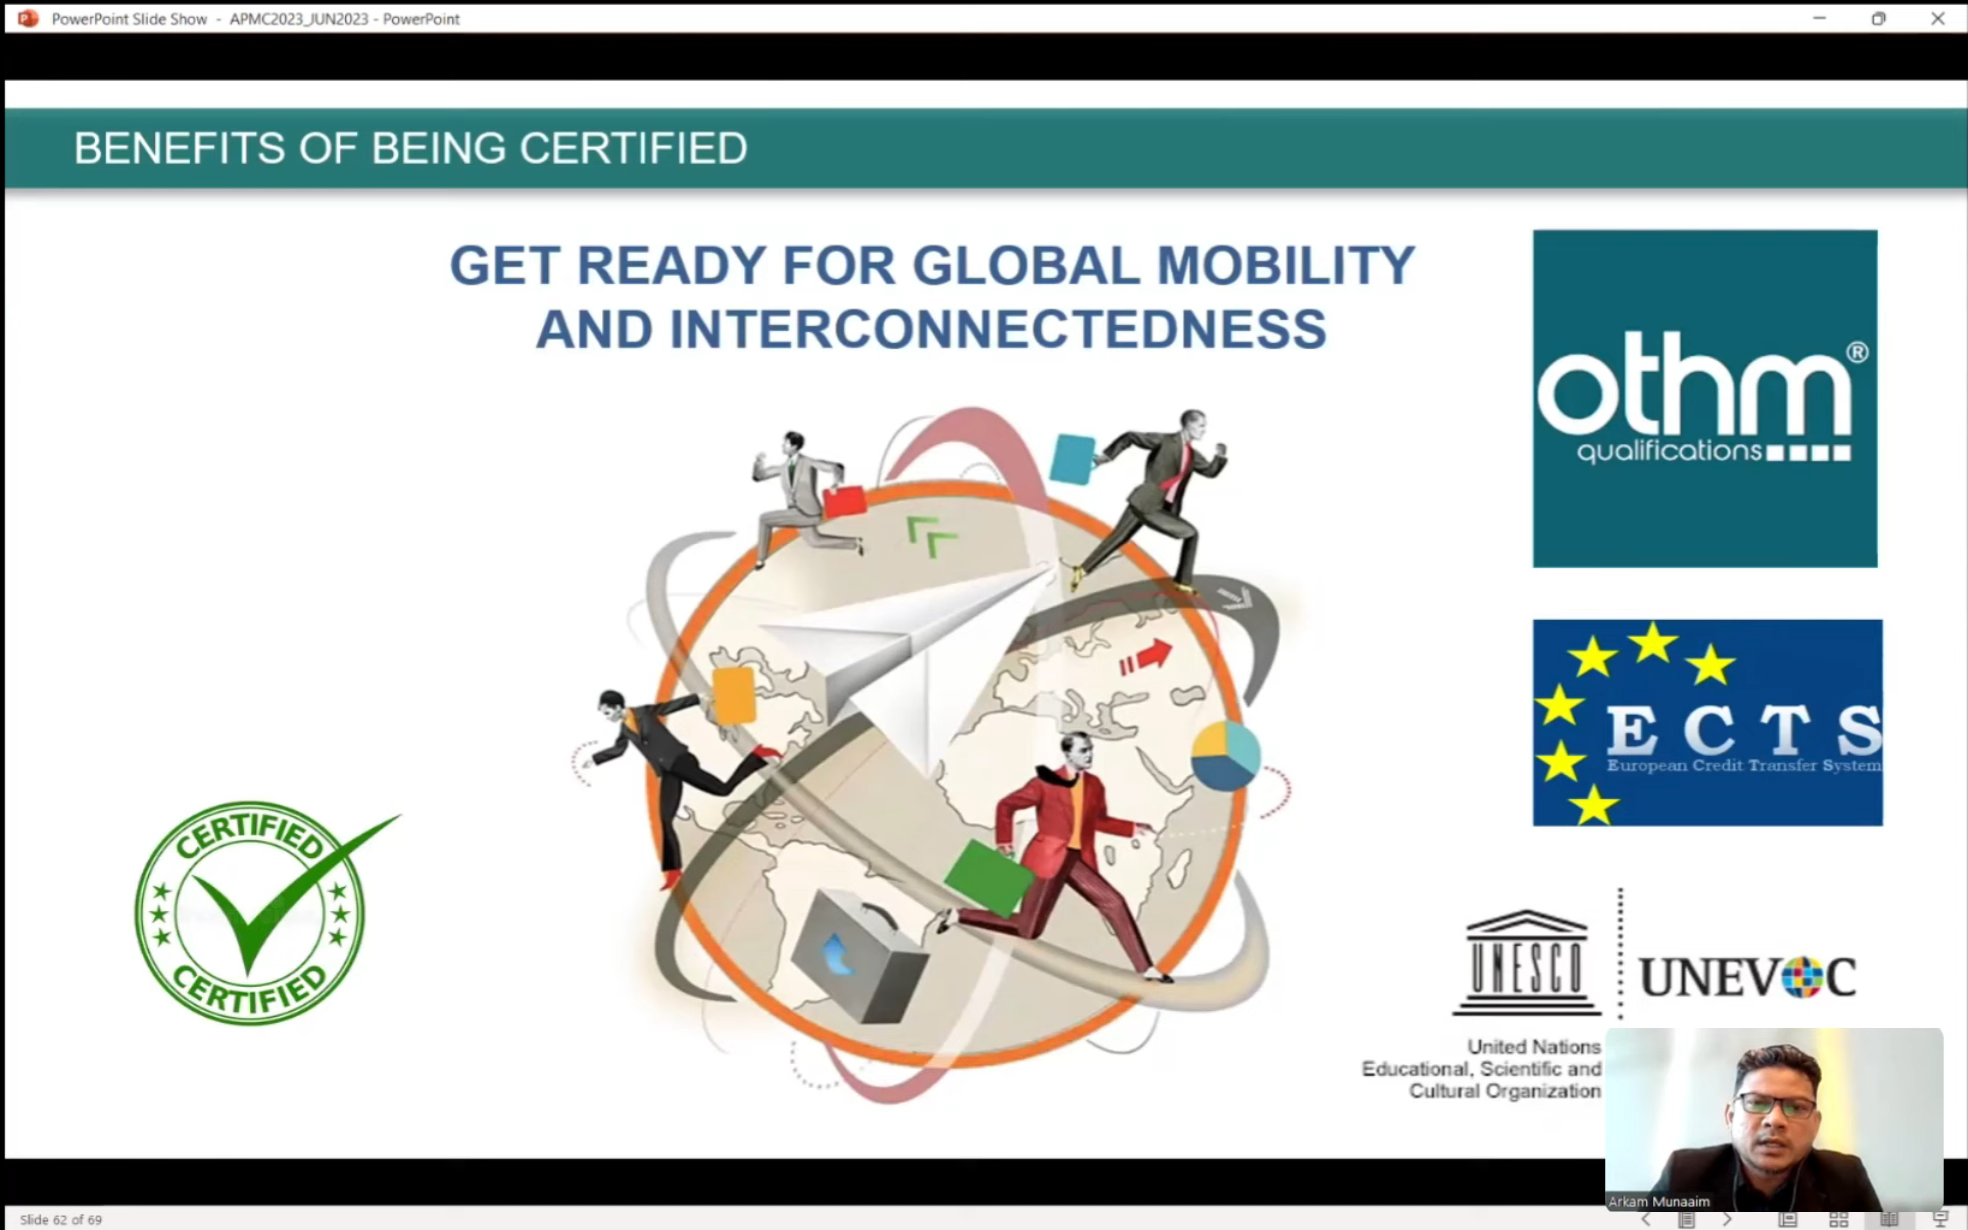 PowerPoint Slide Show - APMC2023_JUN2023 - PowerPoint
BENEFITS OF BEING CERTIFIED
GET READY FOR GLOBAL MOBILITY
AND INTERCONNECTEDNESS
othm®
qualifications
E C T S
European Credit Transfer System
CERTIFIED
CERTIFIED
UNESCO
UNEVOC
United Nations
Educational, Scientific and
Cultural Organization
Arkam Munaaim
Slide 62 of 69